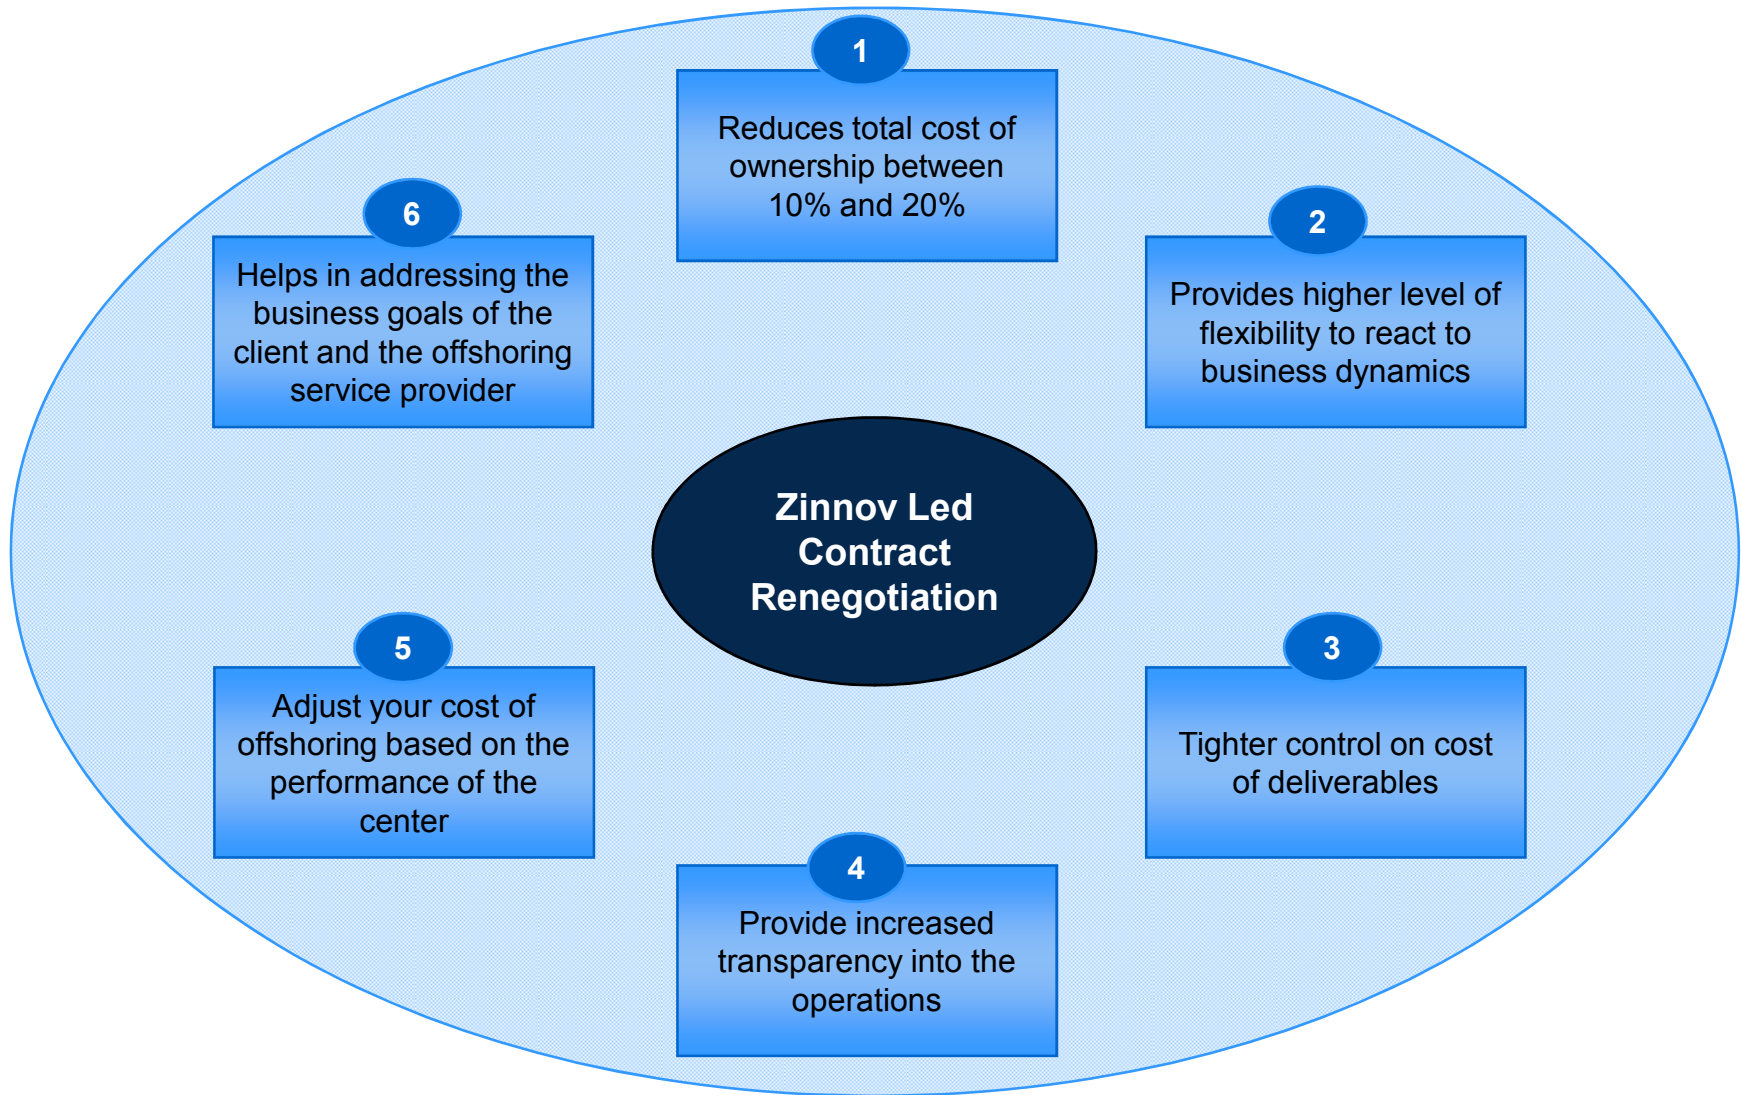 1
Reduces total cost of
ownership between
10% and 20%
2
Provides higher level of
flexibility to react to
business dynamics
3
Tighter control on cost
of deliverables
4
Provide increased
transparency into the
operations
5
Adjust your cost of
offshoring based on the
performance of the
center
6
Helps in addressing the
business goals of the
client and the offshoring
service provider
Zinnov Led
Contract
Renegotiation